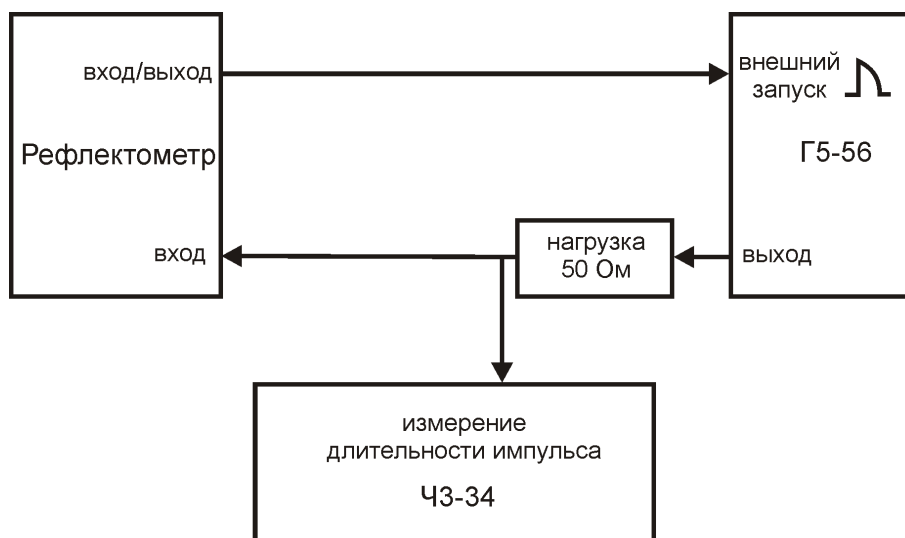 вход/выход
Рефлектометр
вход
внешний
запуск
Г5-56
выход
нагрузка
50 Ом
измерение
длительности импульса
Ч3-34